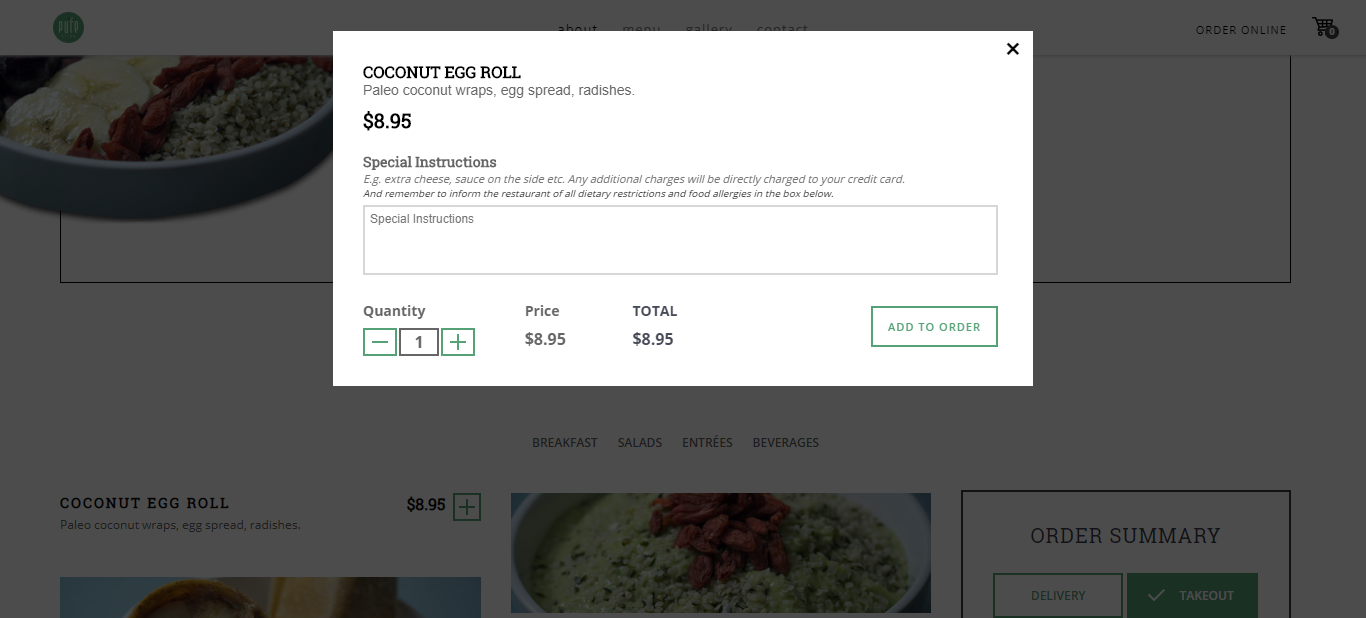 about menu gallery contact
ORDER ONLINE
0
COCONUT EGG ROLL
Paleo coconut wraps, egg spread, radishes.
$8.95
Special Instructions
E.g. extra cheese, sauce on the side etc. Any additional charges will be directly charged to your credit card.
And remember to inform the restaurant of all dietary restrictions and food allergies in the box below.
Special Instructions
Quantity Price TOTAL
1 $8.95 $8.95
ADD TO ORDER
BREAKFAST SALADS ENTRÉES BEVERAGES
COCONUT EGG ROLL $8.95
Paleo coconut wraps, egg spread, radishes.
ORDER SUMMARY
DELIVERY TAKEOUT